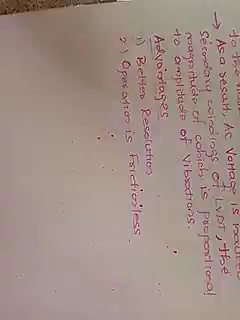 → As a result, AC voltage is induced
secondary windings of LVDT, the
magnitude of which is proportional
to amplitude of vibrations.
Advantages
1) Better Resolution
2) Operation is Frictionless.